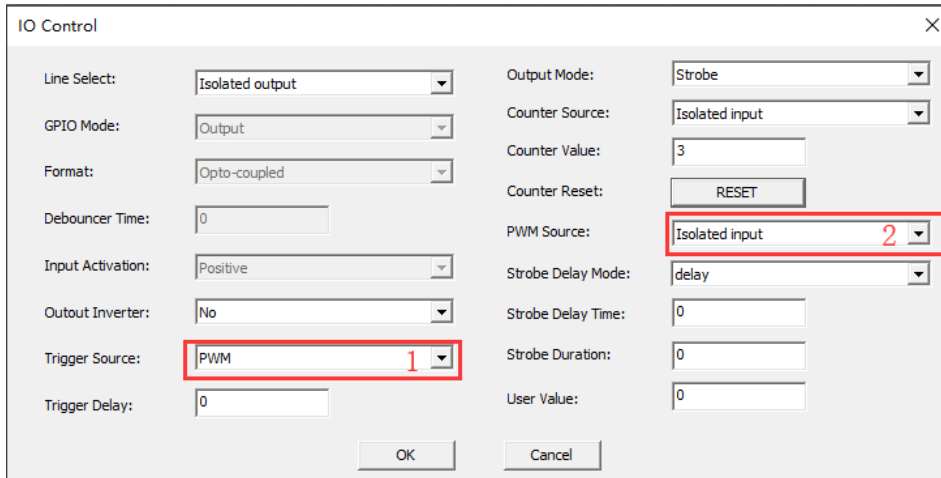 IO Control
Line Select: Isolated output
GPIO Mode: Output
Format: Opto-coupled
Debouncer Time: 0
Input Activation: Positive
Outout Inverter: No
Trigger Source: PWM 1
Trigger Delay: 0
Output Mode: Strobe
Counter Source: Isolated input
Counter Value: 3
Counter Reset: RESET
PWM Source: Isolated input 2
Strobe Delay Mode: delay
Strobe Delay Time: 0
Strobe Duration: 0
User Value: 0
OK Cancel